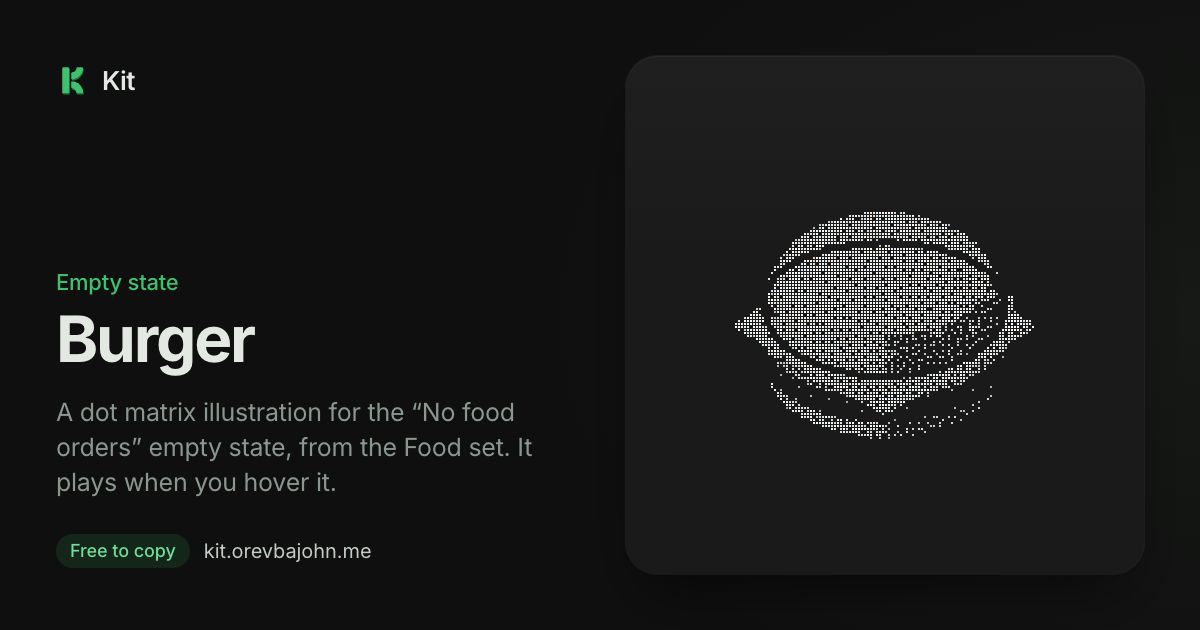 Kit
Empty state
Burger
A dot matrix illustration for the “No food
orders” empty state, from the Food set. It
plays when you hover it.
Free to copy
kit.orevbajohn.me